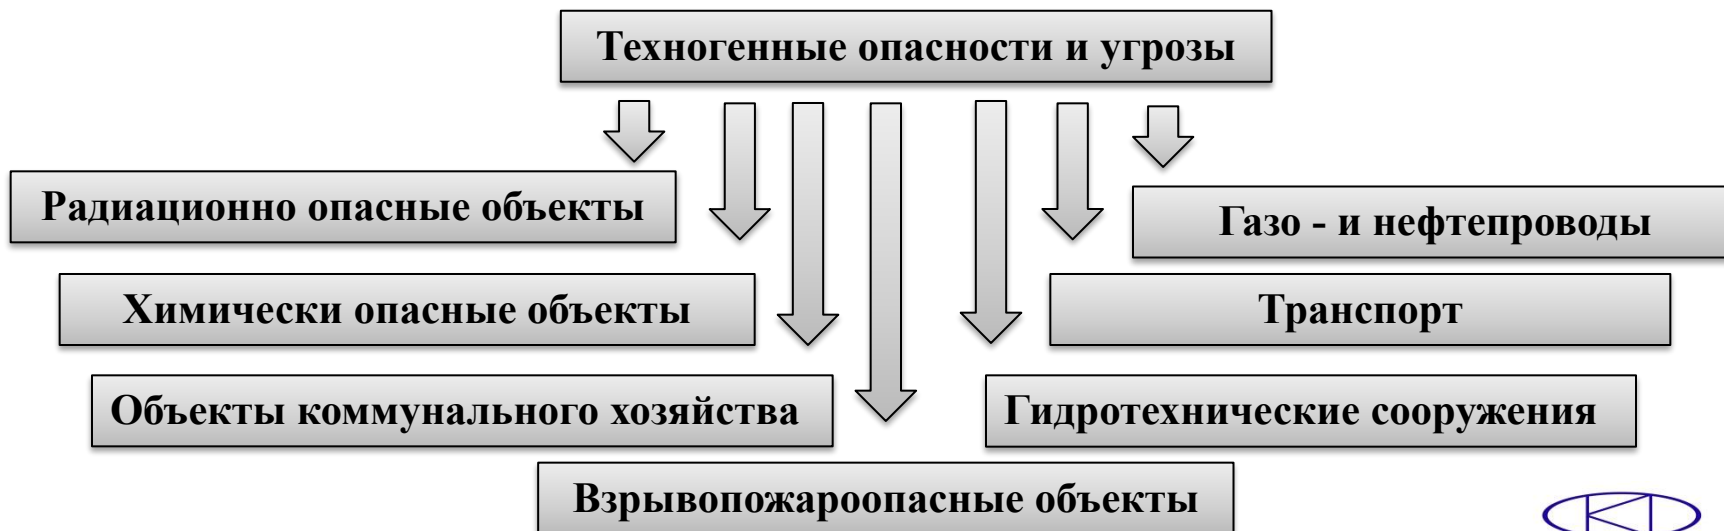 Техногенные опасности и угрозы
Радиационно опасные объекты
Газо - и нефтепроводы
Химически опасные объекты
Транспорт
Объекты коммунального хозяйства
Гидротехнические сооружения
Взрывопожароопасные объекты